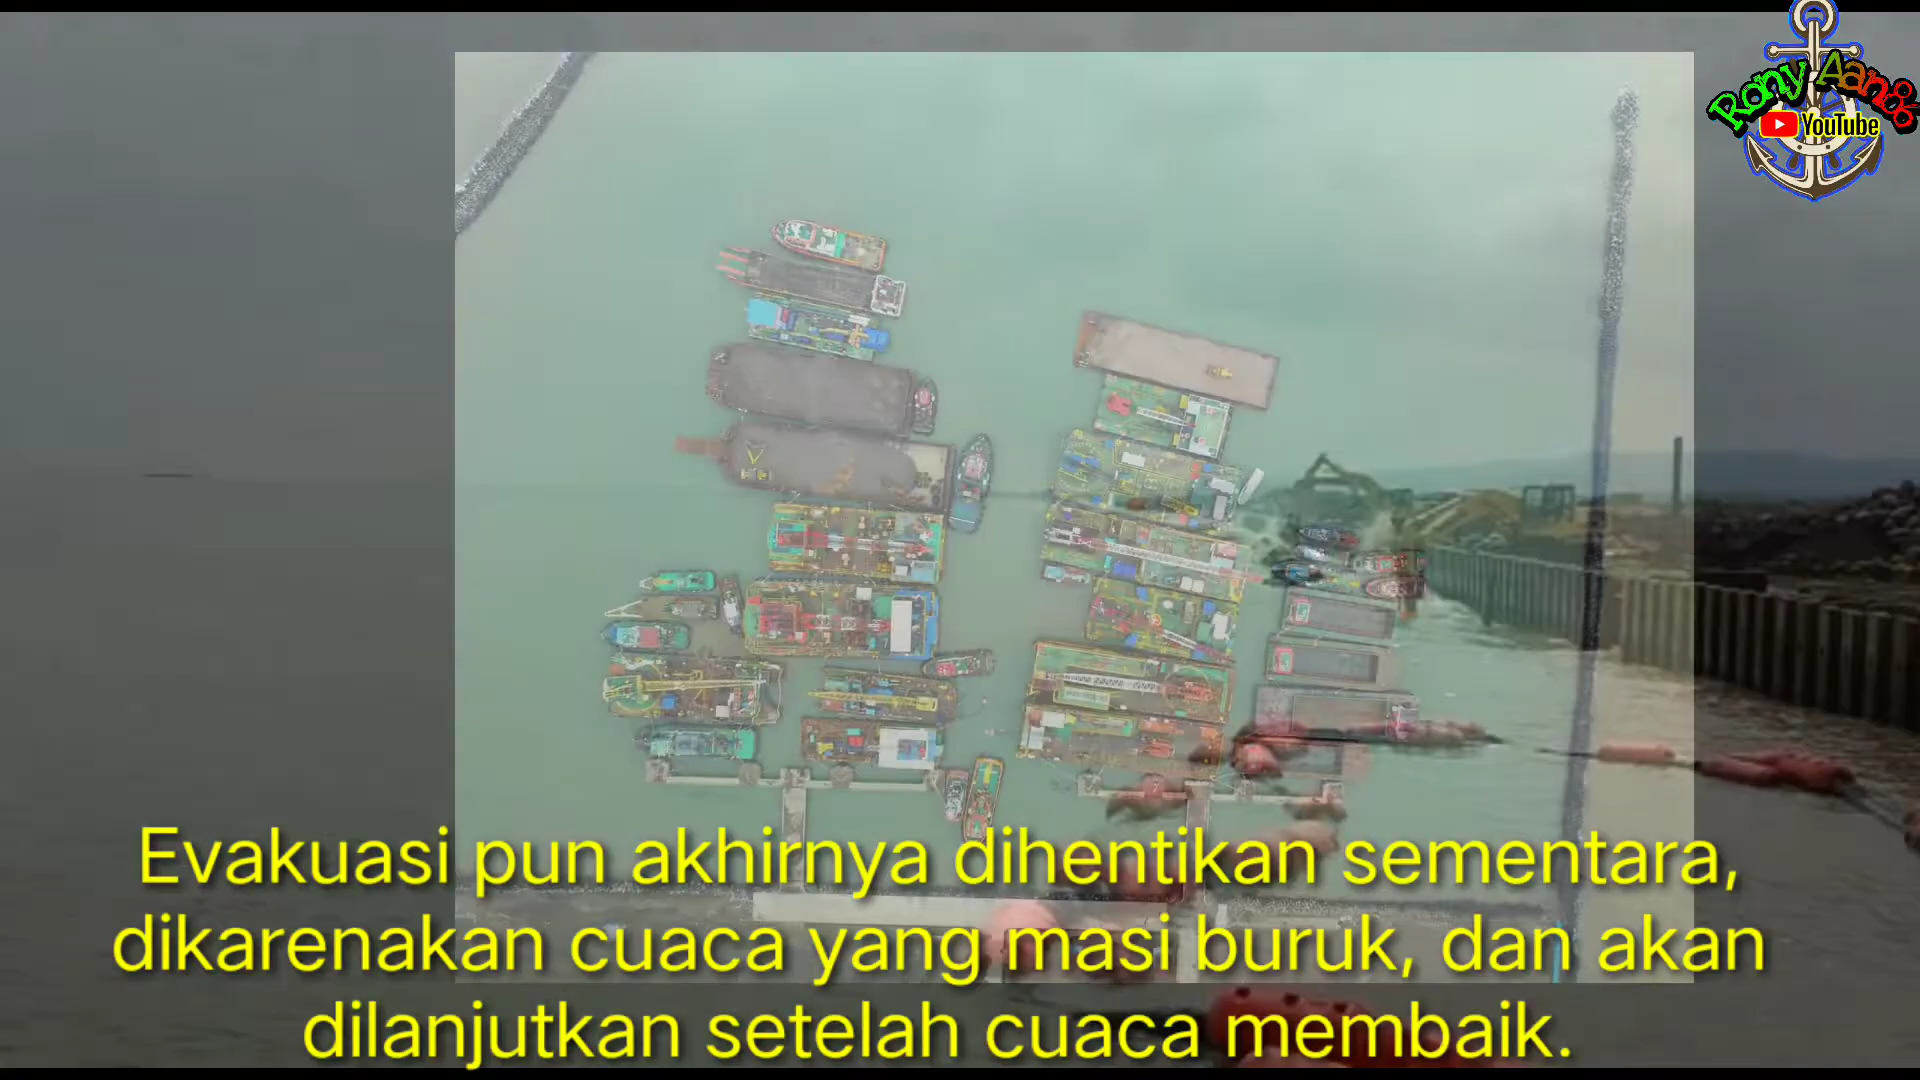 Rony Aan86
YouTube
Evakuasi pun akhirnya dihentikan sementara,
dikarenakan cuaca yang masi buruk, dan akan
dilanjutkan setelah cuaca membaik.